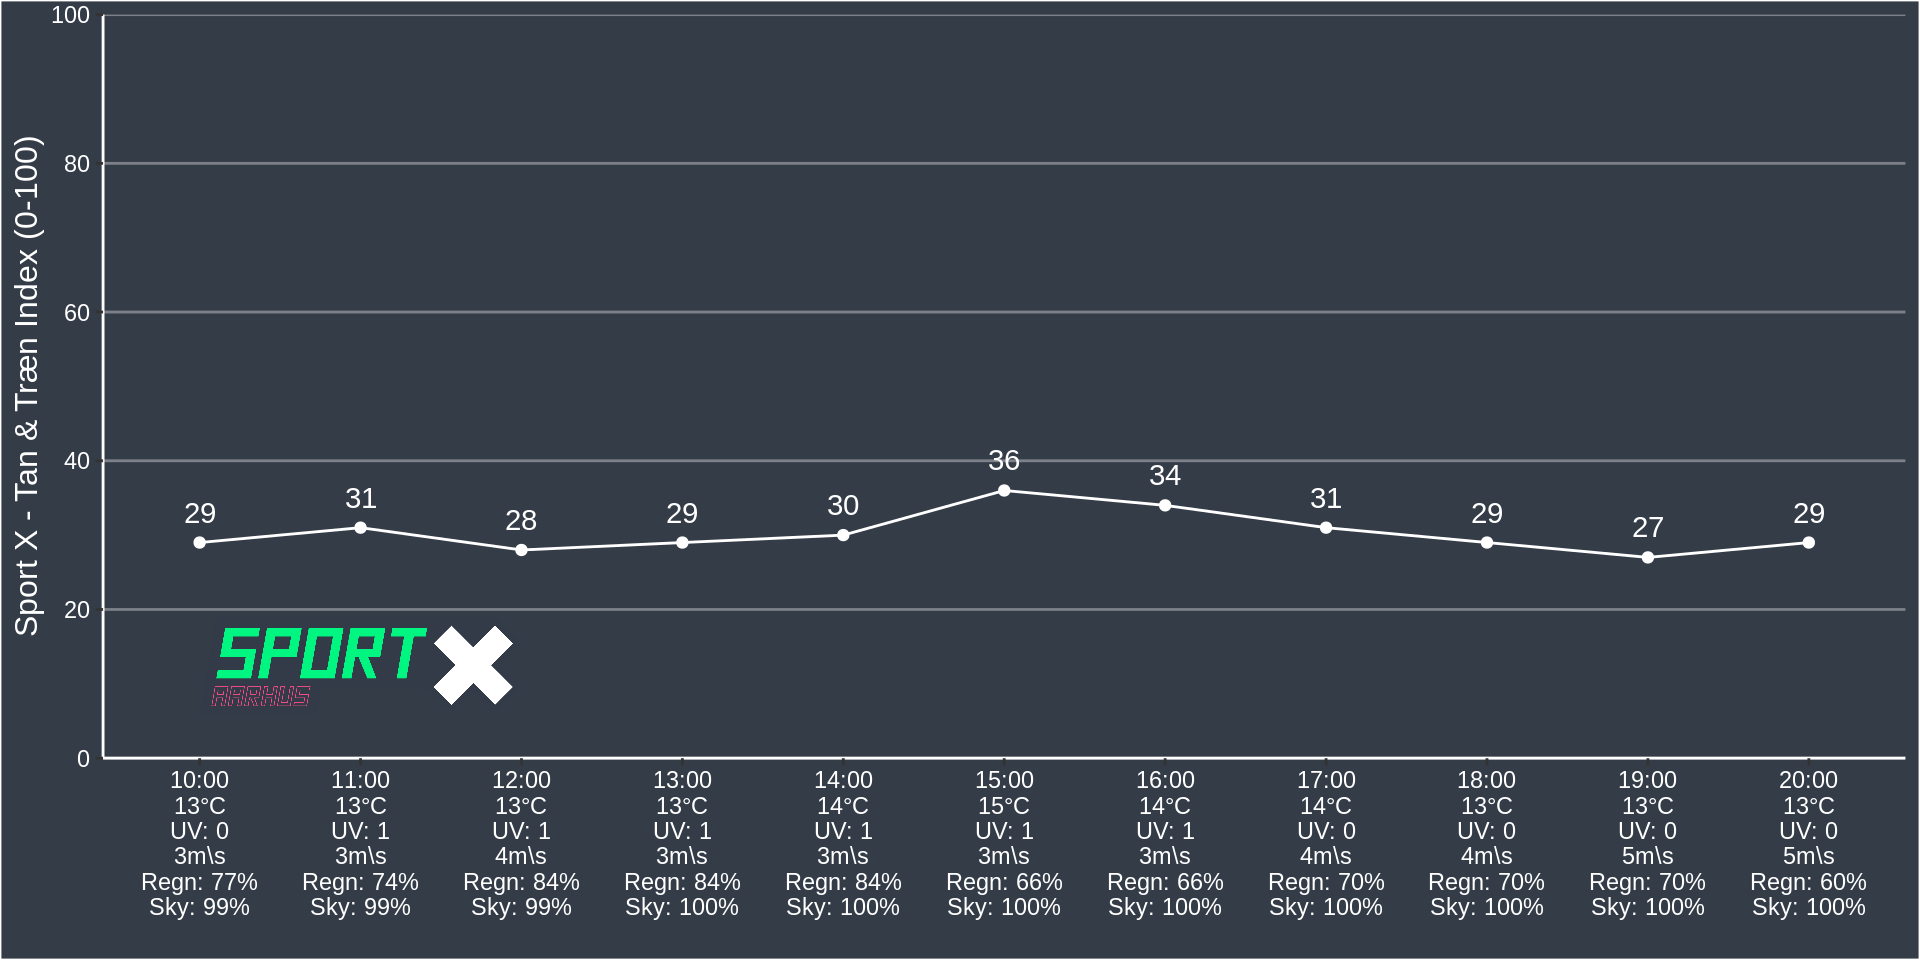 Sport X - Tan & Træn Index (0-100)
100
80
60
40
20
0
29
31
28
29
30
36
34
31
29
27
29
SPORT X
AARHUS
10:00
13°C
UV: 0
3m\s
Regn: 77%
Sky: 99%
11:00
13°C
UV: 1
3m\s
Regn: 74%
Sky: 99%
12:00
13°C
UV: 1
4m\s
Regn: 84%
Sky: 99%
13:00
13°C
UV: 1
3m\s
Regn: 84%
Sky: 100%
14:00
14°C
UV: 1
3m\s
Regn: 84%
Sky: 100%
15:00
15°C
UV: 1
3m\s
Regn: 66%
Sky: 100%
16:00
14°C
UV: 1
3m\s
Regn: 66%
Sky: 100%
17:00
14°C
UV: 0
4m\s
Regn: 70%
Sky: 100%
18:00
13°C
UV: 0
4m\s
Regn: 70%
Sky: 100%
19:00
13°C
UV: 0
5m\s
Regn: 70%
Sky: 100%
20:00
13°C
UV: 0
5m\s
Regn: 60%
Sky: 100%